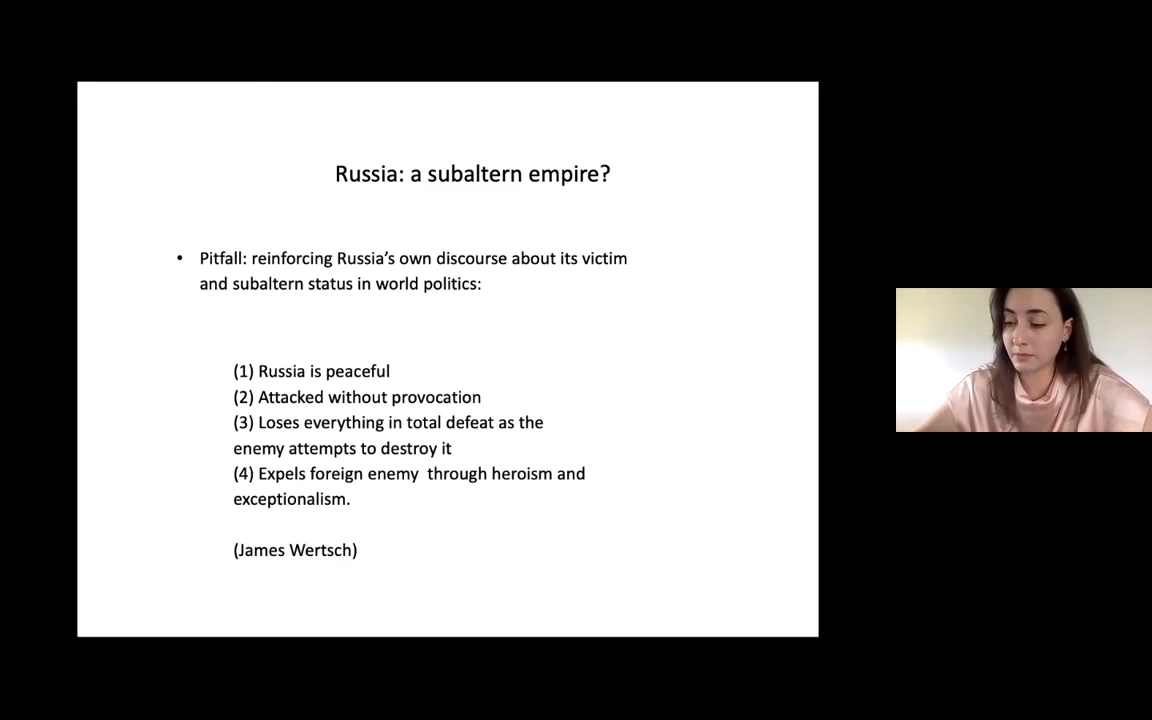 Russia: a subaltern empire?
• Pitfall: reinforcing Russia’s own discourse about its victim
and subaltern status in world politics:
(1) Russia is peaceful
(2) Attacked without provocation
(3) Loses everything in total defeat as the
enemy attempts to destroy it
(4) Expels foreign enemy  through heroism and
exceptionalism.
(James Wertsch)